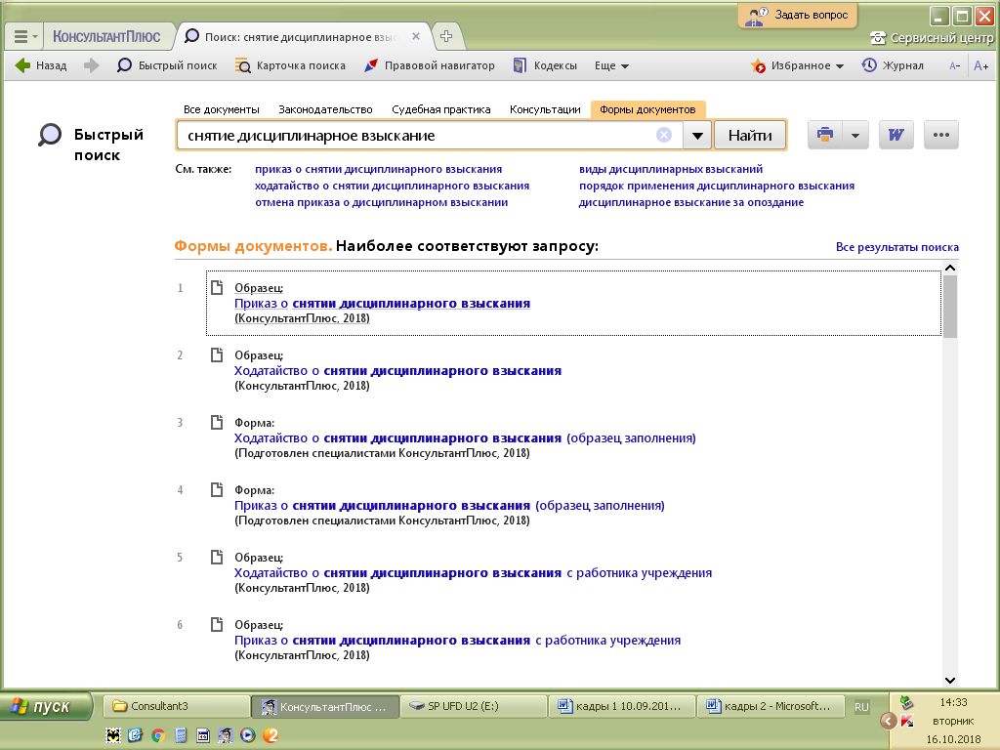 Задать вопрос
КонсультантПлюс
Поиск: снятие дисциплинарное взыс
Сервисный центр
Назад
Быстрый поиск
Карточка поиска
Правовой навигатор
Кодексы
Еще
Избранное
Журнал
A-
A+
Все документы
Законодательство
Судебная практика
Консультации
Формы документов
Быстрый поиск
снятие дисциплинарное взыскание
Найти
W
См. также:
приказ о снятии дисциплинарного взыскания
ходатайство о снятии дисциплинарного взыскания
отмена приказа о дисциплинарном взыскании
виды дисциплинарных взысканий
порядок применения дисциплинарного взыскания
дисциплинарное взыскание за опоздание
Формы документов. Наиболее соответствуют запросу:
Все результаты поиска
1
Образец:
Приказ о снятии дисциплинарного взыскания
(КонсультантПлюс, 2018)
2
Образец:
Ходатайство о снятии дисциплинарного взыскания
(КонсультантПлюс, 2018)
3
Форма:
Ходатайство о снятии дисциплинарного взыскания (образец заполнения)
(Подготовлен специалистами КонсультантПлюс, 2018)
4
Форма:
Приказ о снятии дисциплинарного взыскания (образец заполнения)
(Подготовлен специалистами КонсультантПлюс, 2018)
5
Образец:
Ходатайство о снятии дисциплинарного взыскания с работника учреждения
(КонсультантПлюс, 2018)
6
Образец:
Приказ о снятии дисциплинарного взыскания с работника учреждения
(КонсультантПлюс, 2018)
пуск
Consultant3
КонсультантПлюс ...
SP UFD U2 (E:)
кадры 1 10.09.201...
кадры 2 - Microsoft...
RU
14:33
вторник
16.10.2018